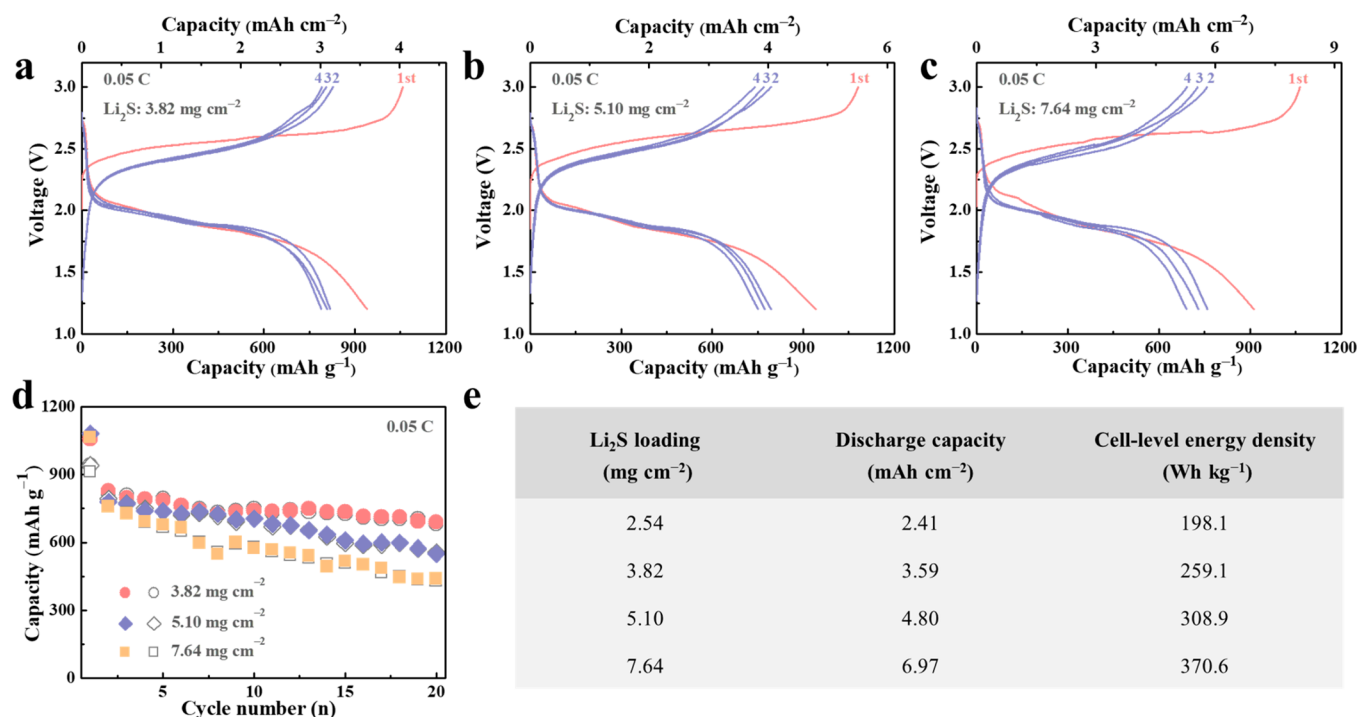 a
Capacity (mAh cm⁻²)
0 1 2 3 4
0.05 C
Li₂S: 3.82 mg cm⁻²
432
1st
Voltage (V)
3.0
2.5
2.0
1.5
1.0
0 300 600 900 1200
Capacity (mAh g⁻¹)
b
Capacity (mAh cm⁻²)
0 2 4 6
0.05 C
Li₂S: 5.10 mg cm⁻²
432
1st
Voltage (V)
3.0
2.5
2.0
1.5
1.0
0 300 600 900 1200
Capacity (mAh g⁻¹)
c
Capacity (mAh cm⁻²)
0 3 6 9
0.05 C
Li₂S: 7.64 mg cm⁻²
4 3 2
1st
Voltage (V)
3.0
2.5
2.0
1.5
1.0
0 300 600 900 1200
Capacity (mAh g⁻¹)
d
0.05 C
Capacity (mAh g⁻¹)
1200
900
600
300
0
3.82 mg cm⁻²
5.10 mg cm⁻²
7.64 mg cm⁻²
5 10 15 20
Cycle number (n)
e
Li₂S loading Discharge capacity Cell-level energy density
(mg cm⁻²) (mAh cm⁻²) (Wh kg⁻¹)
2.54 2.41 198.1
3.82 3.59 259.1
5.10 4.80 308.9
7.64 6.97 370.6